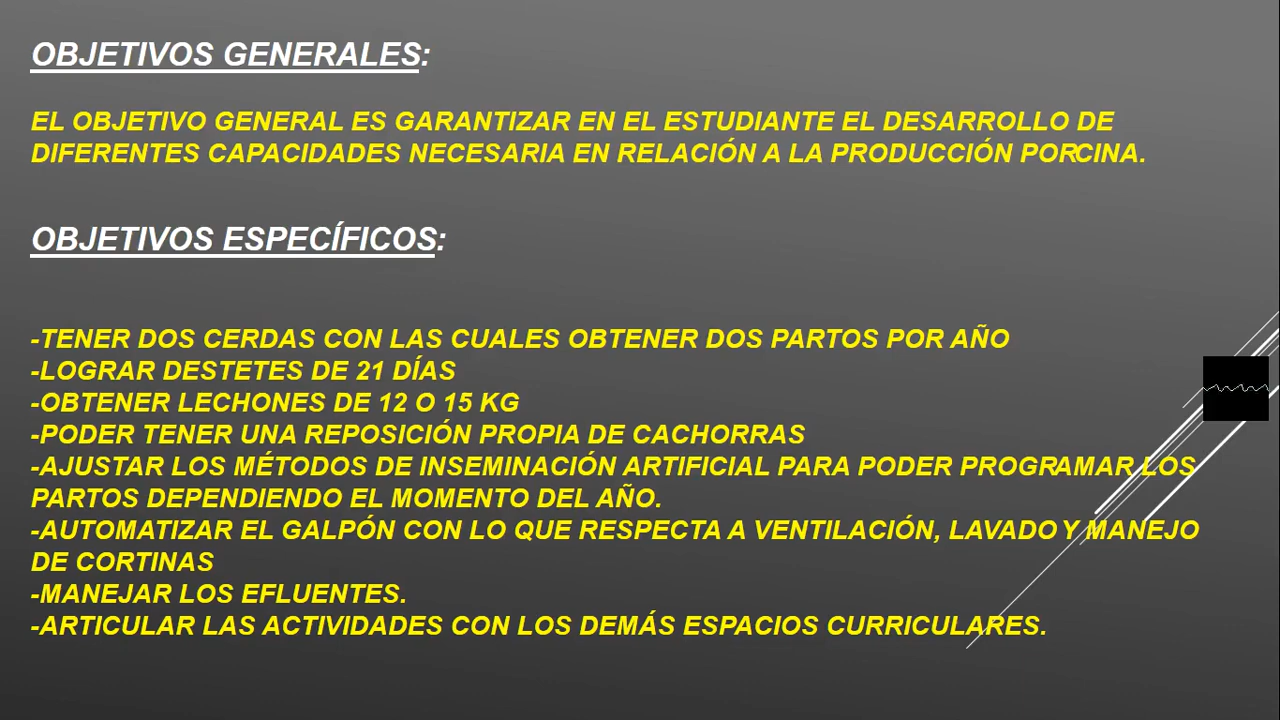 OBJETIVOS GENERALES:
EL OBJETIVO GENERAL ES GARANTIZAR EN EL ESTUDIANTE EL DESARROLLO DE
DIFERENTES CAPACIDADES NECESARIA EN RELACIÓN A LA PRODUCCIÓN PORCINA.
OBJETIVOS ESPECÍFICOS:
-TENER DOS CERDAS CON LAS CUALES OBTENER DOS PARTOS POR AÑO
-LOGRAR DESTETES DE 21 DÍAS
-OBTENER LECHONES DE 12 O 15 KG
-PODER TENER UNA REPOSICIÓN PROPIA DE CACHORRAS
-AJUSTAR LOS MÉTODOS DE INSEMINACIÓN ARTIFICIAL PARA PODER PROGRAMAR LOS
PARTOS DEPENDIENDO EL MOMENTO DEL AÑO.
-AUTOMATIZAR EL GALPÓN CON LO QUE RESPECTA A VENTILACIÓN, LAVADO Y MANEJO
DE CORTINAS
-MANEJAR LOS EFLUENTES.
-ARTICULAR LAS ACTIVIDADES CON LOS DEMÁS ESPACIOS CURRICULARES.